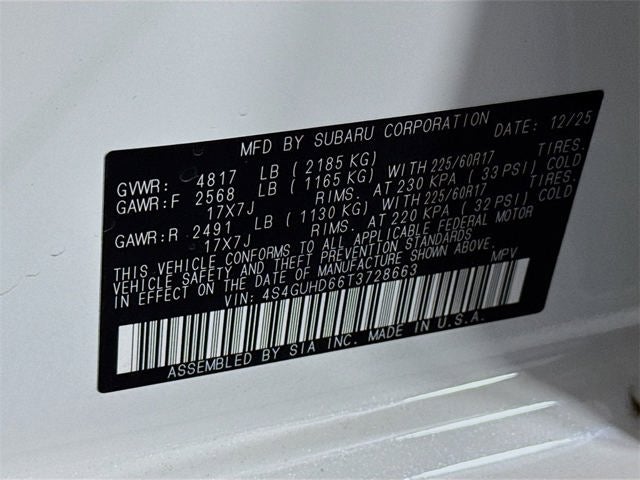 MFD BY SUBARU CORPORATION DATE: 12/25
GVWR: 4817 LB ( 2185 KG)
GAWR:F 2568 LB ( 1165 KG) WITH 225/60R17 TIRES.
17X7J RIMS. AT 230 KPA ( 33 PSI) COLD
GAWR:R 2491 LB ( 1130 KG) WITH 225/60R17 TIRES.
17X7J RIMS. AT 220 KPA ( 32 PSI) COLD
THIS VEHICLE CONFORMS TO ALL APPLICABLE FEDERAL MOTOR
VEHICLE SAFETY AND THEFT PREVENTION STANDARDS
IN EFFECT ON THE DATE OF MANUFACTURE SHOWN ABOVE.
VIN: 4S4GUHD66T3728663 MPV
ASSEMBLED BY SIA INC. MADE IN U.S.A.